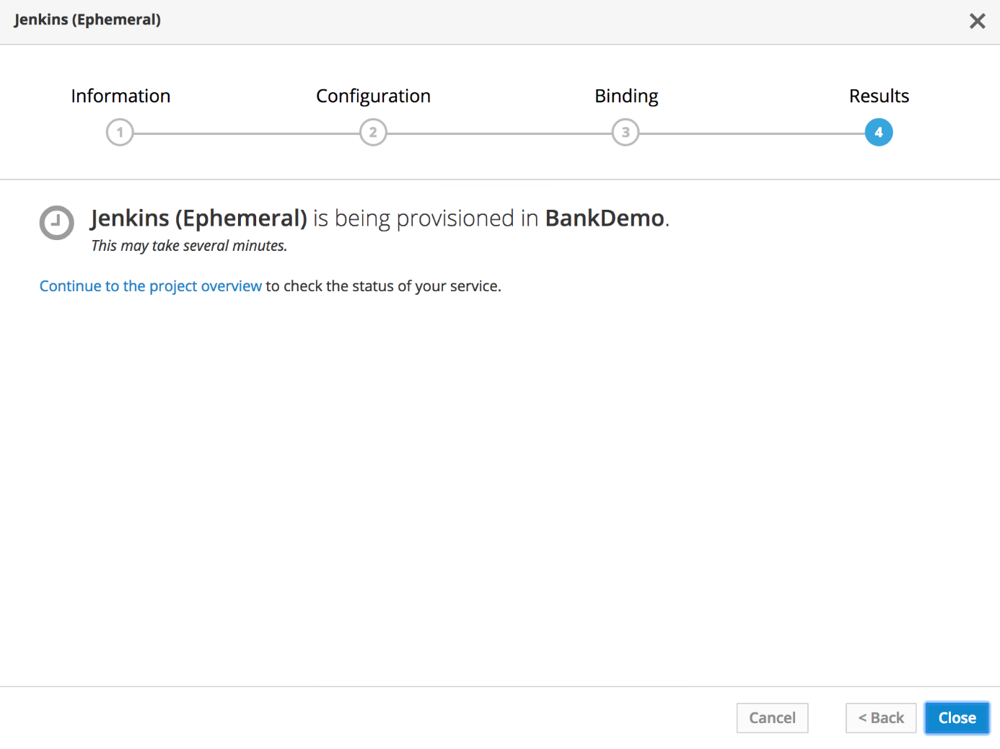 Jenkins (Ephemeral)
Information
Configuration
Binding
Results
1
2
3
4
Jenkins (Ephemeral) is being provisioned in BankDemo.
This may take several minutes.
Continue to the project overview to check the status of your service.
Cancel
< Back
Close